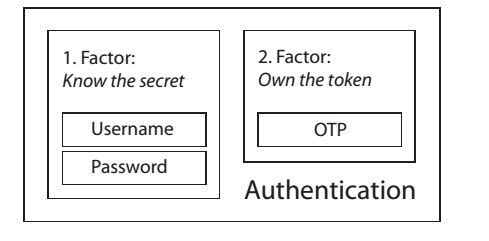 1. Factor:
Know the secret
Username
Password
2. Factor:
Own the token
OTP
Authentication